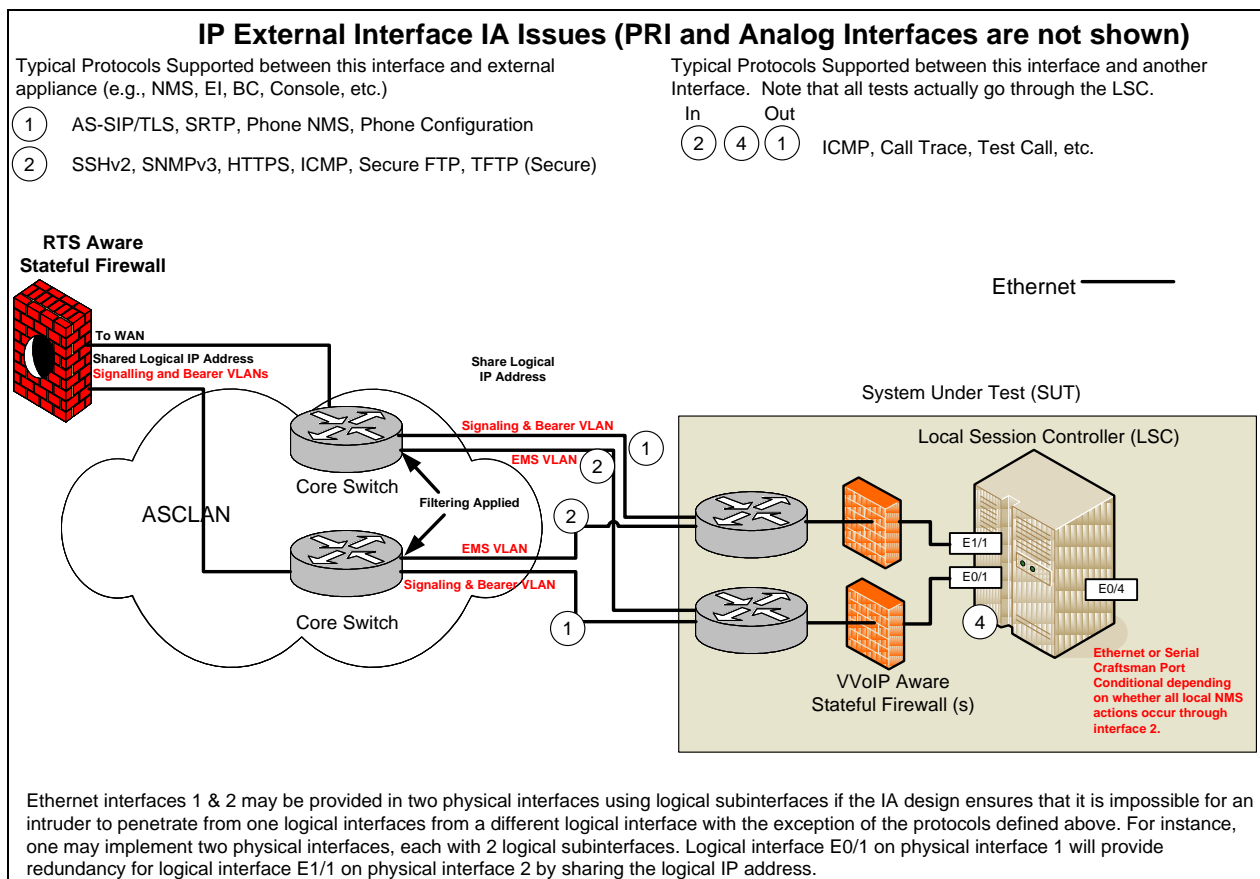 IP External Interface IA Issues (PRI and Analog Interfaces are not shown)
Typical Protocols Supported between this interface and external
appliance (e.g., NMS, EI, BC, Console, etc.)
1 AS-SIP/TLS, SRTP, Phone NMS, Phone Configuration
2 SSHv2, SNMPv3, HTTPS, ICMP, Secure FTP, TFTP (Secure)
Typical Protocols Supported between this interface and another
Interface. Note that all tests actually go through the LSC.
In Out
2 4 1 ICMP, Call Trace, Test Call, etc.
RTS Aware
Stateful Firewall
Ethernet
To WAN
Shared Logical IP Address
Signalling and Bearer VLANs
Share Logical
IP Address
System Under Test (SUT)
Signaling & Bearer VLAN
1
Local Session Controller (LSC)
EMS VLAN
2
Core Switch
Filtering Applied
ASCLAN
2
E1/1
EMS VLAN
E0/1
Signaling & Bearer VLAN
E0/4
Core Switch
1
4
VVoIP Aware
Stateful Firewall (s)
Ethernet or Serial
Craftsman Port
Conditional depending
on whether all local NMS
actions occur through
interface 2.
Ethernet interfaces 1 & 2 may be provided in two physical interfaces using logical subinterfaces if the IA design ensures that it is impossible for an
intruder to penetrate from one logical interfaces from a different logical interface with the exception of the protocols defined above. For instance,
one may implement two physical interfaces, each with 2 logical subinterfaces. Logical interface E0/1 on physical interface 1 will provide
redundancy for logical interface E1/1 on physical interface 2 by sharing the logical IP address.